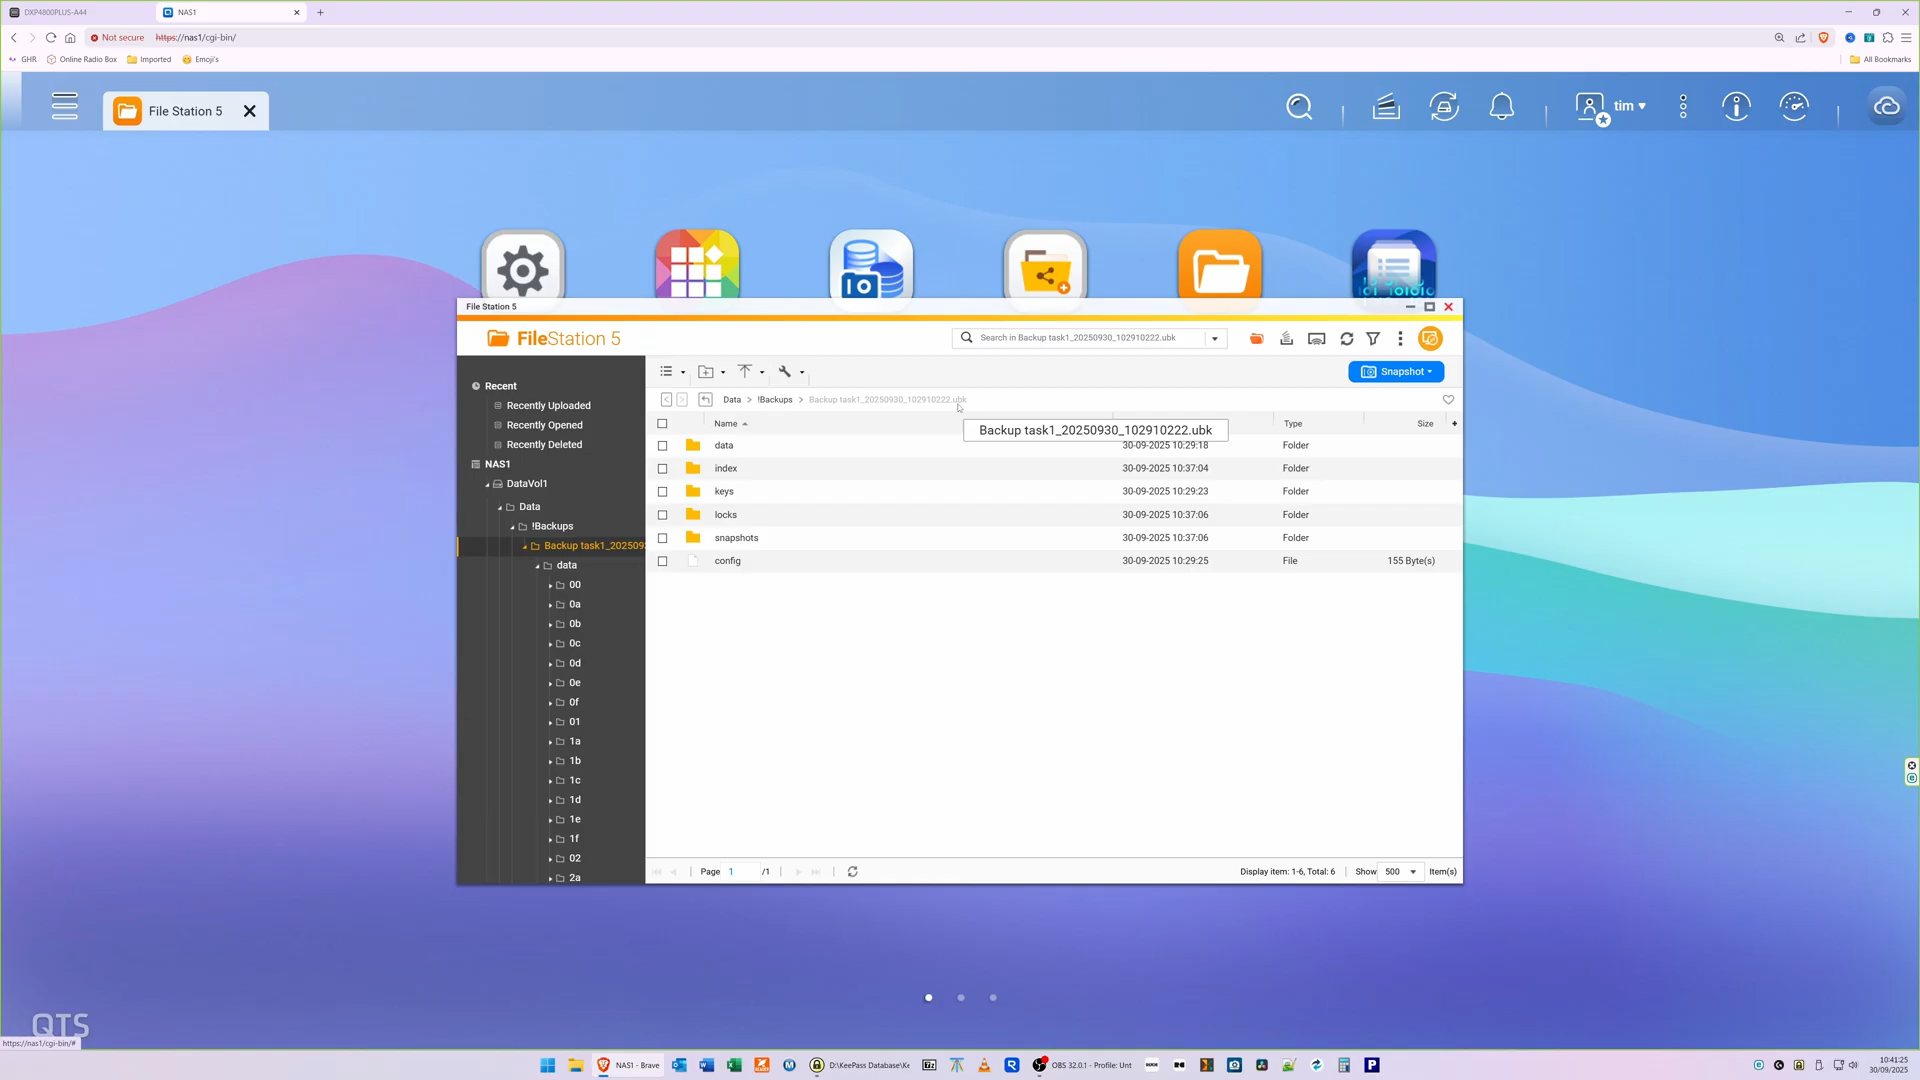 DXP4800PLUS-A44
NAS1
Not secure
https://nas1/cgi-bin/
GHR
Online Radio Box
Imported
Emoji's
All Bookmarks
File Station 5
tim
File Station 5
FileStation 5
Search in Backup task1_20250930_102910222.ubk
Snapshot
Data > !Backups > Backup task1_20250930_102910222.ubk
Backup task1_20250930_102910222.ubk
Recent
Recently Uploaded
Recently Opened
Recently Deleted
NAS1
DataVol1
Data
!Backups
Backup task1_202509
data
00
0a
0b
0c
0d
0e
0f
01
1a
1b
1c
1d
1e
1f
02
2a
Name Type Size
data 30-09-2025 10:29:18 Folder
index 30-09-2025 10:37:04 Folder
keys 30-09-2025 10:29:23 Folder
locks 30-09-2025 10:37:06 Folder
snapshots 30-09-2025 10:37:06 Folder
config 30-09-2025 10:29:25 File 155 Byte(s)
Page 1 /1
Display item: 1-6, Total: 6
Show 500 Item(s)
QTS
https://nas1/cgi-bin/#
NAS1 - Brave
D:\KeePass Database\Ke
OBS 32.0.1 - Profile: Unt
10:41:25
30/09/2025